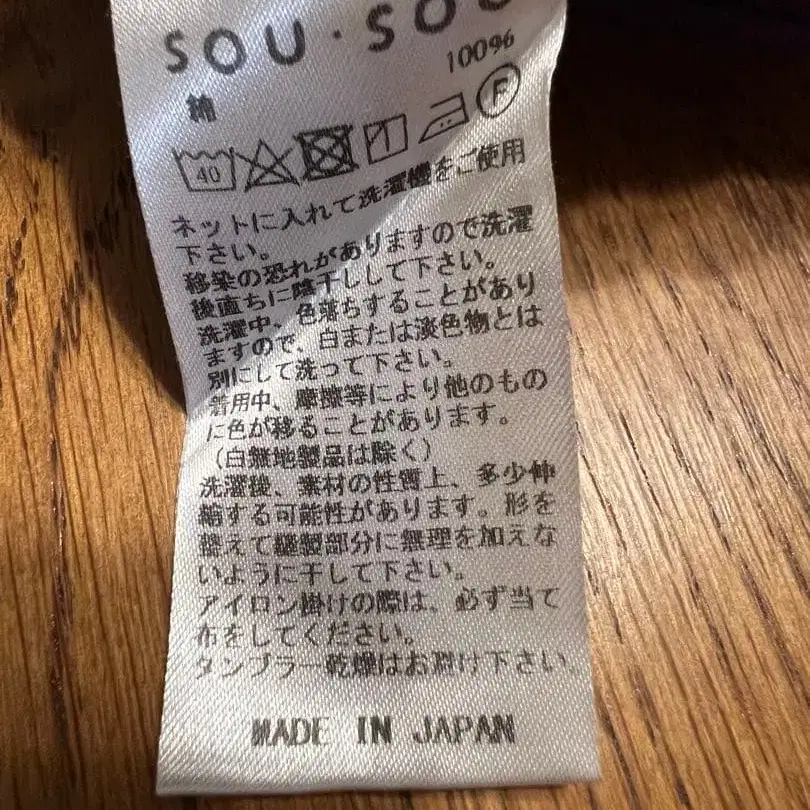 SOU・SOU
綿 100%
40 F
ネットに入れて洗濯機をご使用
下さい。
移染の恐れがありますので洗濯
後直ちに陰干しして下さい。
洗濯中、色落ちすることがあり
ますので、白または淡色物とは
別にして洗って下さい。
着用中、摩擦等により他のもの
に色が移ることがあります。
(白無地製品は除く)
洗濯後、素材の性質上、多少伸
縮する可能性があります。形を
整えて縫製部分に無理を加えな
いように干して下さい。
アイロン掛けの際は、必ず当て
布をしてください。
タンブラー乾燥はお避け下さい。
MADE IN JAPAN